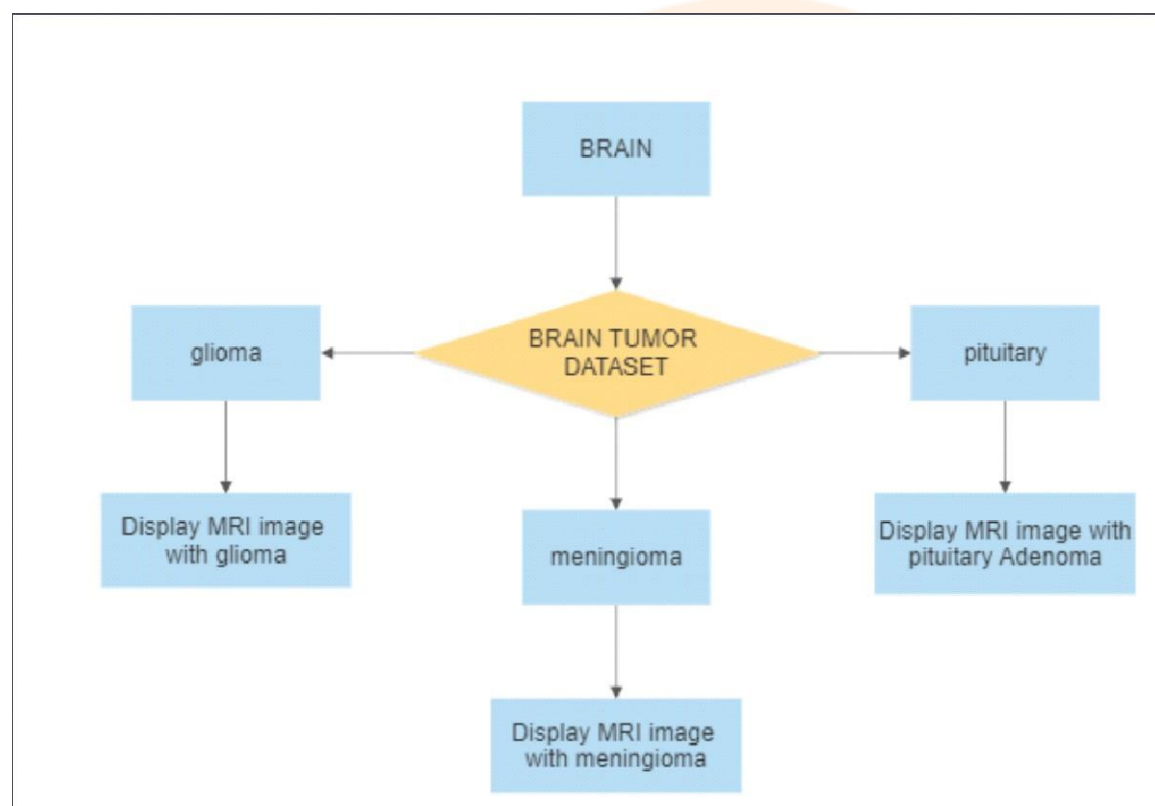 BRAIN
BRAIN TUMOR
DATASET
glioma
pituitary
Display MRI image
with glioma
meningioma
Display MRI image with
pituitary Adenoma
Display MRI image
with meningioma